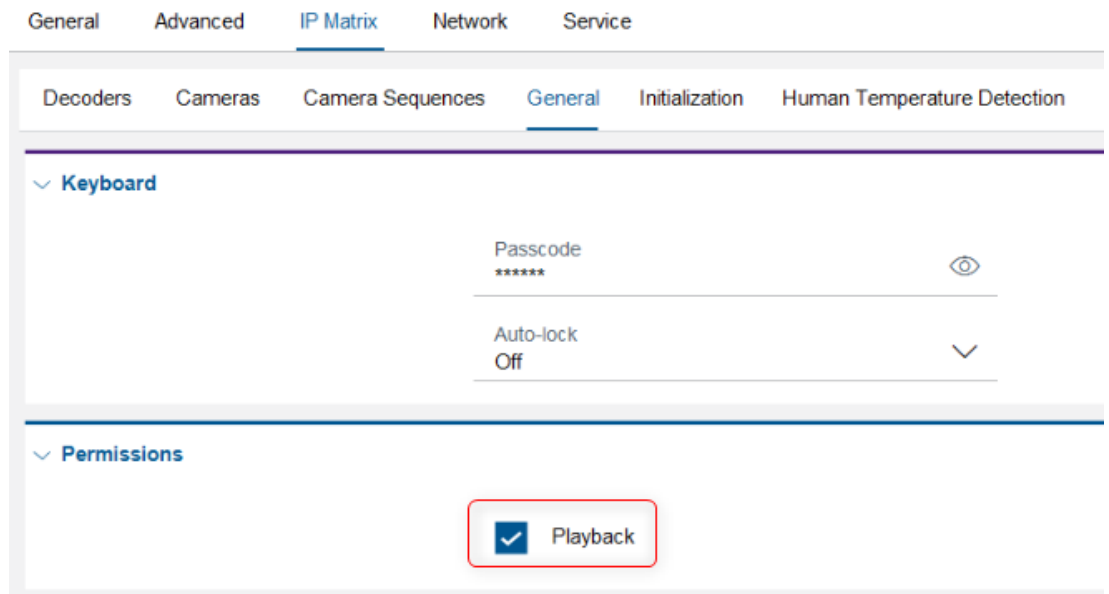 General Advanced IP Matrix Network Service
Decoders Cameras Camera Sequences General Initialization Human Temperature Detection
Keyboard
Passcode
******
Auto-lock
Off
Permissions
Playback